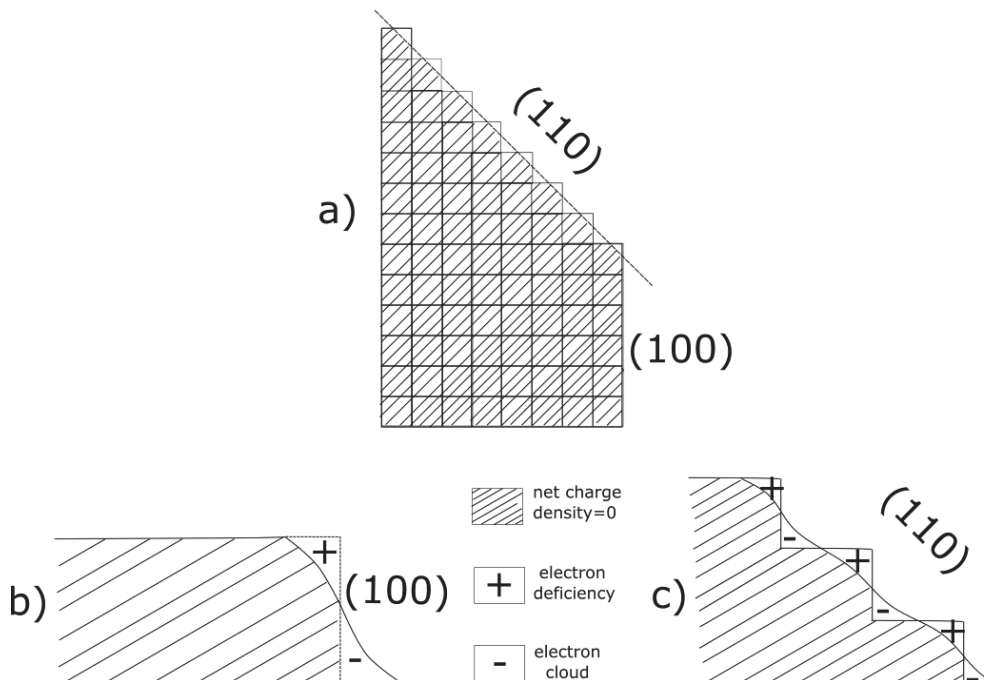 (110)
a)
(100)
net charge
density=0
(110)
+
-
+
(100)
b)
+
electron
deficiency
c)
+
-
+
-
-
electron
cloud
-